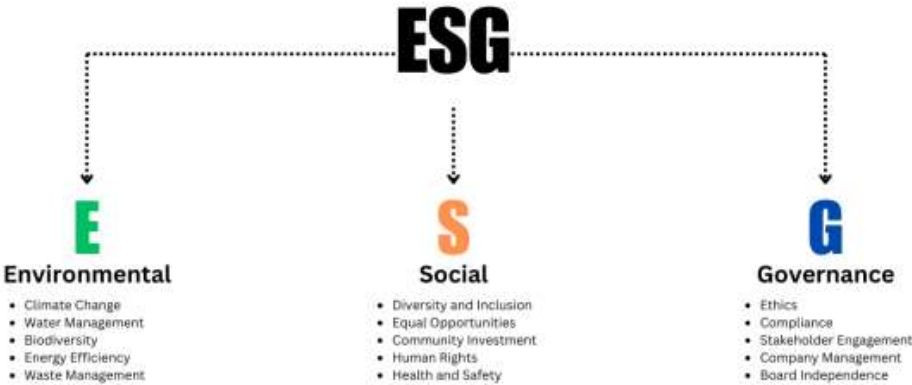 ESG
E
Environmental
• Climate Change
• Water Management
• Biodiversity
• Energy Efficiency
• Waste Management
S
Social
• Diversity and Inclusion
• Equal Opportunities
• Community Investment
• Human Rights
• Health and Safety
G
Governance
• Ethics
• Compliance
• Stakeholder Engagement
• Company Management
• Board Independence